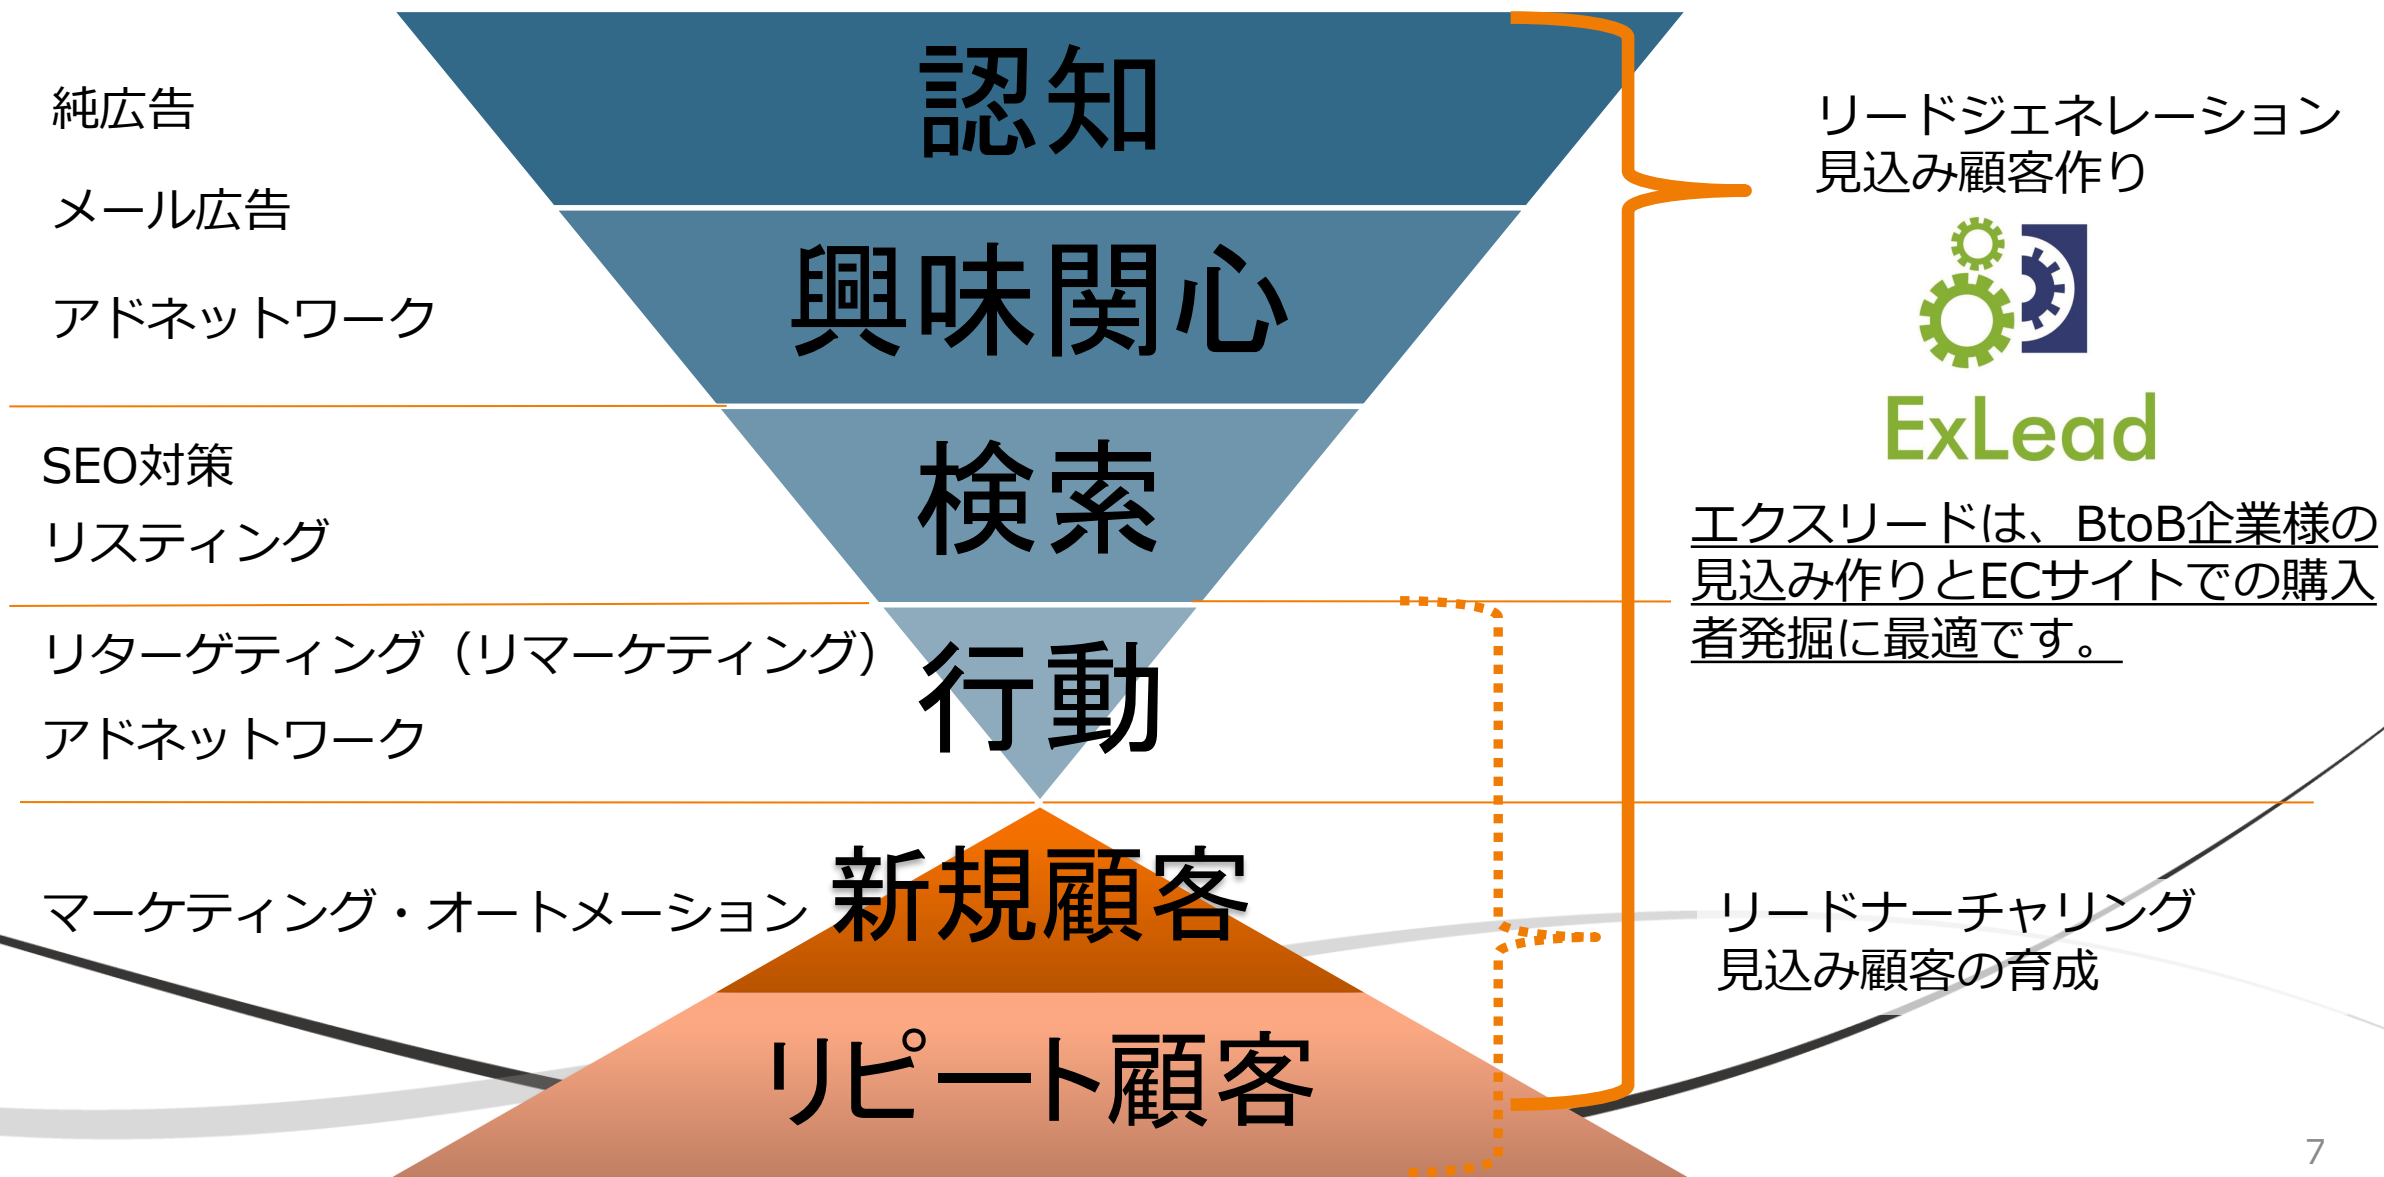 純広告
メール広告
アドネットワーク
SEO対策
リスティング
リターゲティング（リマーケティング）
アドネットワーク
マーケティング・オートメーション
認知
興味関心
検索
行動
新規顧客
リピート顧客
リードジェネレーション
見込み顧客作り
ExLead
エクスリードは、BtoB企業様の
見込み作りとECサイトでの購入
者発掘に最適です。
リードナーチャリング
見込み顧客の育成
7